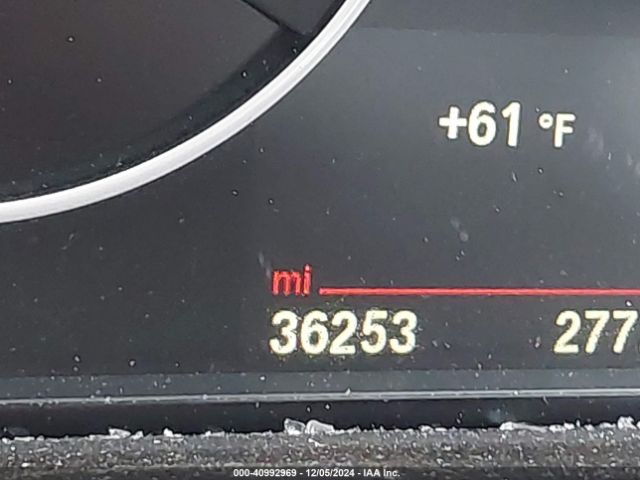 +61 °F
mi
36253 277
000-40992969 - 12/05/2024 - IAA Inc.